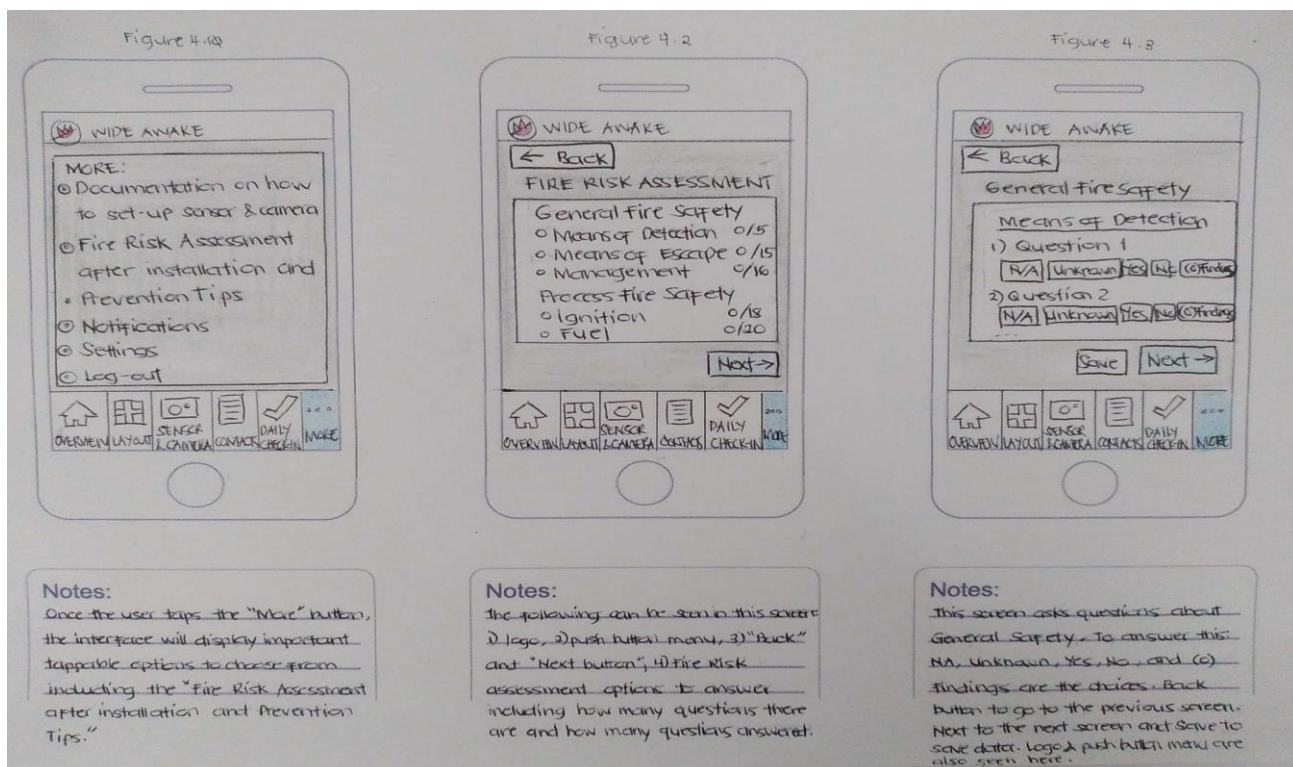 Figure 4.1
WIDE AWAKE
MORE:
Documentation on how
to set-up sensor & camera
Fire Risk Assessment
after installation and
Prevention Tips
Notifications
Settings
Log-out
OVERVIEW LAYOUT SENSOR & CAMERA CONTACTS DAILY CHECK-IN MORE
Notes:
Once the user taps the "More" button,
the interface will display important
tappable options to choose from
including the "Fire Risk Assessment
after installation and Prevention
Tips."
Figure 4.2
WIDE AWAKE
← Back
FIRE RISK ASSESSMENT
General Fire Safety
Means of Detection 0/5
Means of Escape 0/15
Management 0/16
Process Fire Safety
Ignition 0/18
Fuel 0/20
Next →
OVERVIEW LAYOUT SENSOR & CAMERA CONTACTS DAILY CHECK-IN MORE
Notes:
The following can be seen in this screen:
1) logo, 2) push button menu, 3) "Back"
and "Next button", 4) Fire Risk
assessment options to answer
including how many questions there
are and how many questions answered.
Figure 4.3
WIDE AWAKE
← Back
General Fire Safety
Means of Detection
1) Question 1
N/A Unknown Yes No (C) Findings
2) Question 2
N/A Unknown Yes No (C) Findings
...
Save Next →
OVERVIEW LAYOUT SENSOR & CAMERA CONTACTS DAILY CHECK-IN MORE
Notes:
This screen asks questions about
General Safety. To answer this:
NA, Unknown, Yes, No, and (C)
Findings are the choices. Back
button to go to the previous screen.
Next to the next screen and Save to
save data. Logo & push button menu are
also seen here.